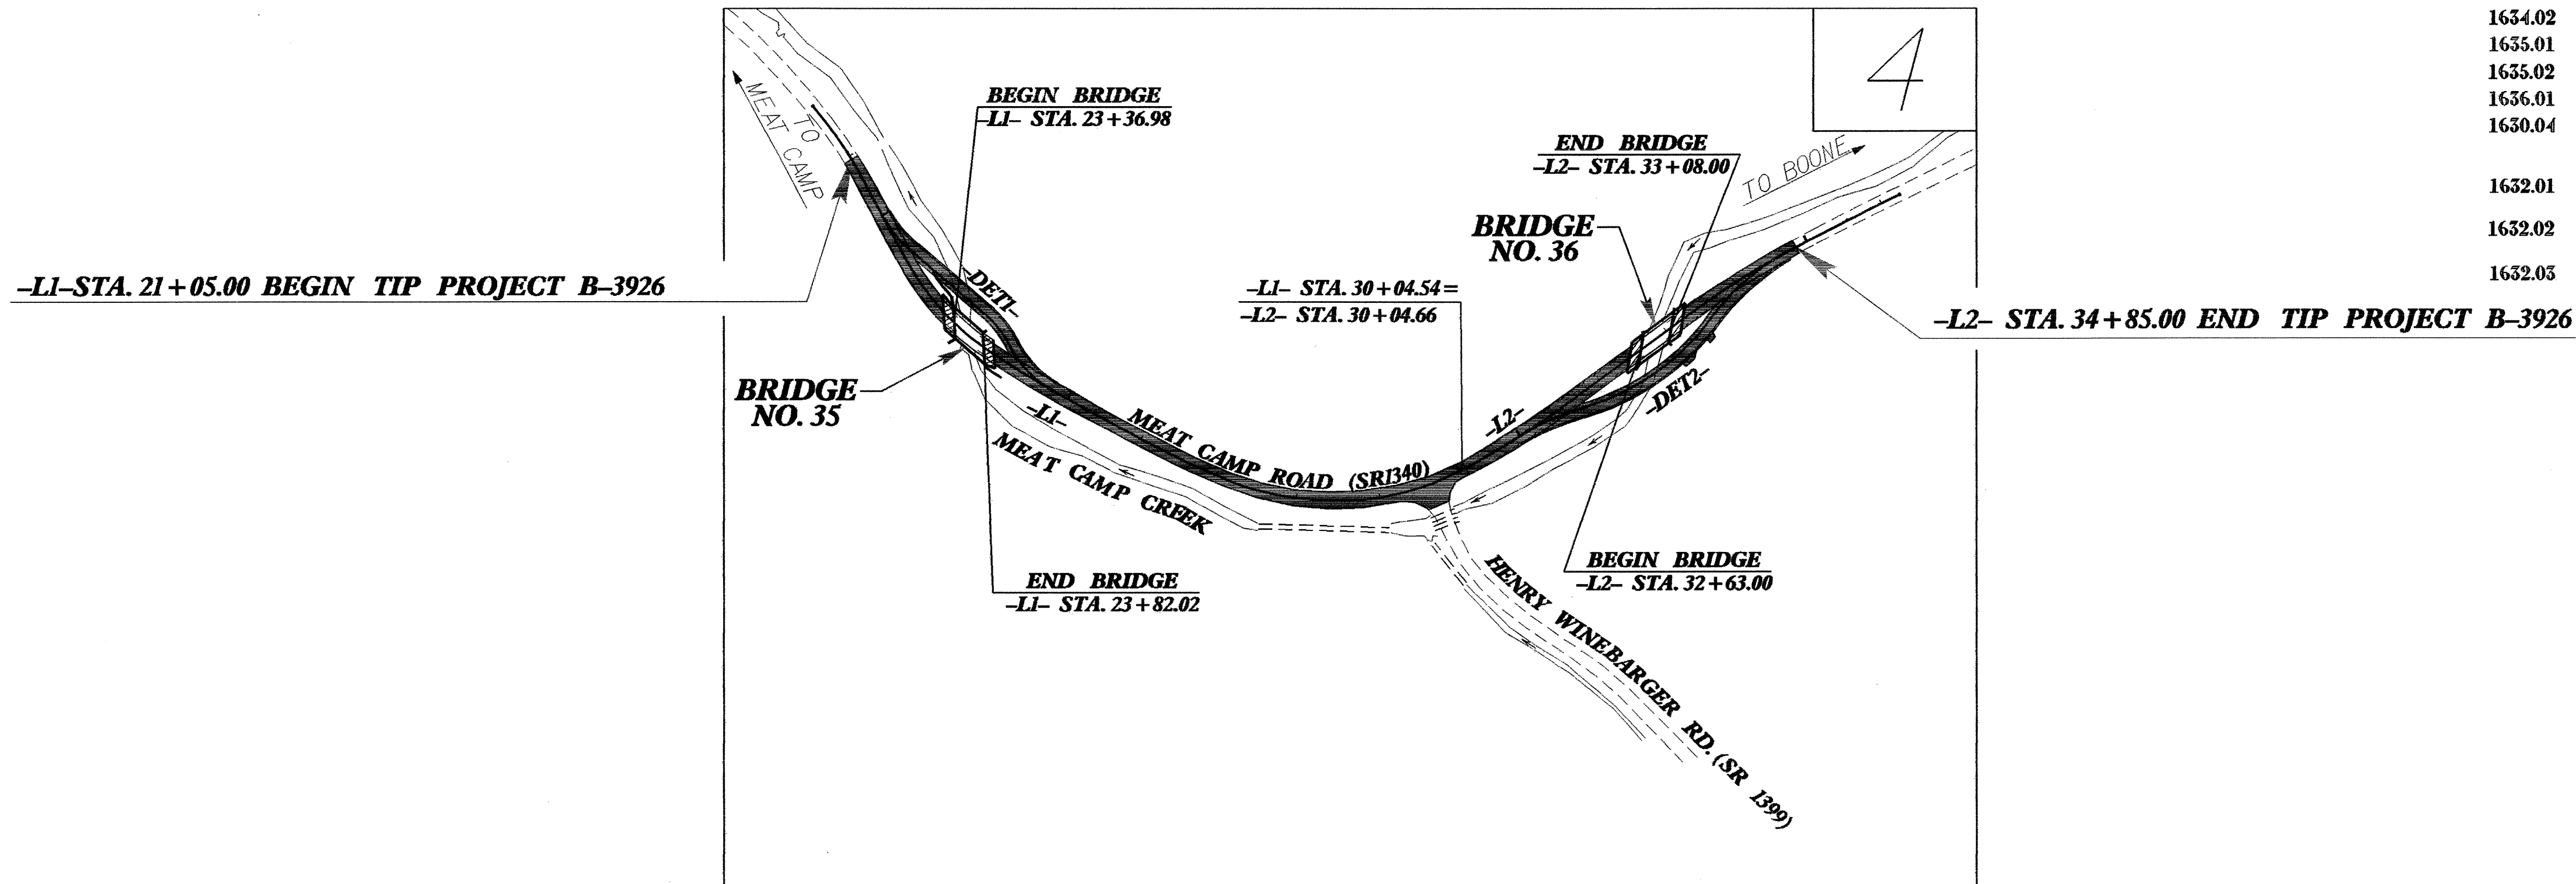 1634.02
1635.01
1635.02
1636.01
1630.04
1632.01
1632.02
1632.03
4
TO
MEAT CAMP
BEGIN BRIDGE
-L1- STA. 23+36.98
END BRIDGE
-L2- STA. 33+08.00
TO BOONE
BRIDGE
NO. 36
-L1-STA. 21+05.00 BEGIN TIP PROJECT B-3926
-DET1-
-L1- STA. 30+04.54=
-L2- STA. 30+04.66
-L2- STA. 34+85.00 END TIP PROJECT B-3926
BRIDGE
NO. 35
-L1-
-L2-
-DET2-
MEAT CAMP ROAD (SR1340)
MEAT CAMP CREEK
END BRIDGE
-L1- STA. 23+82.02
BEGIN BRIDGE
-L2- STA. 32+63.00
HENRY WINEBARGER RD. (SR 1399)